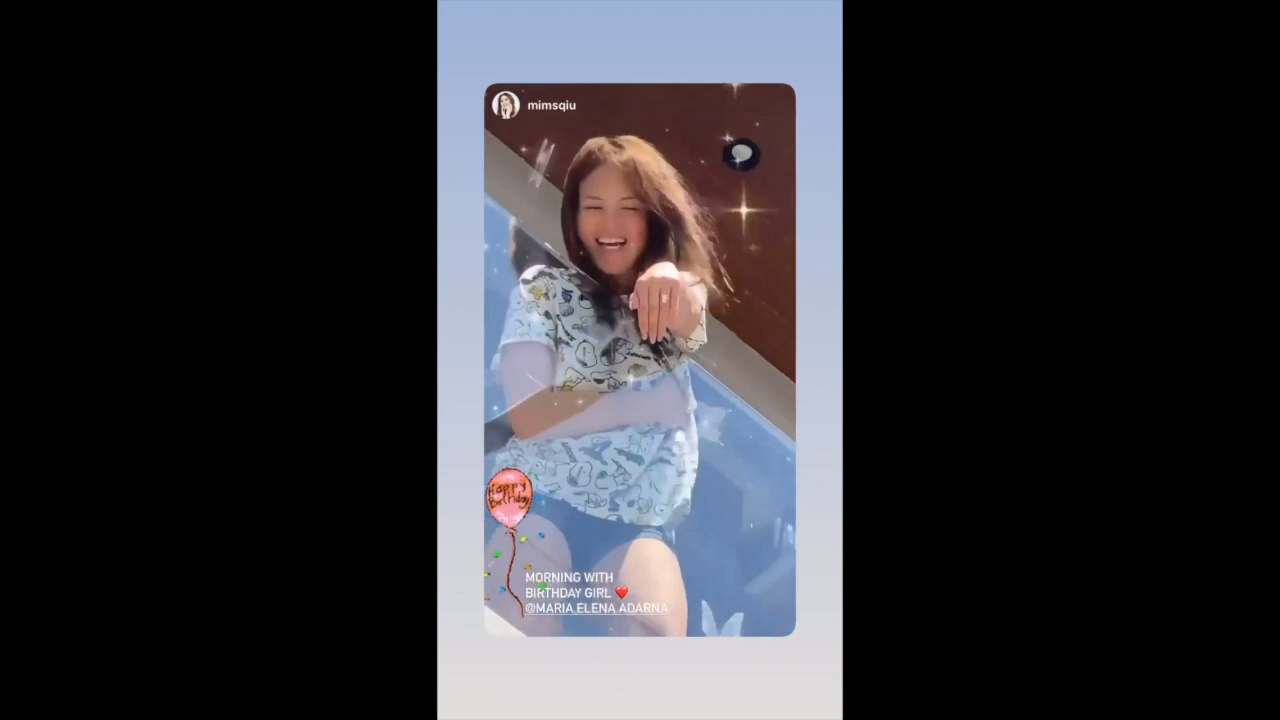 mimsqiu
Happy
Birthday
MORNING WITH
BIRTHDAY GIRL ❤️
@MARIA ELENA ADARNA